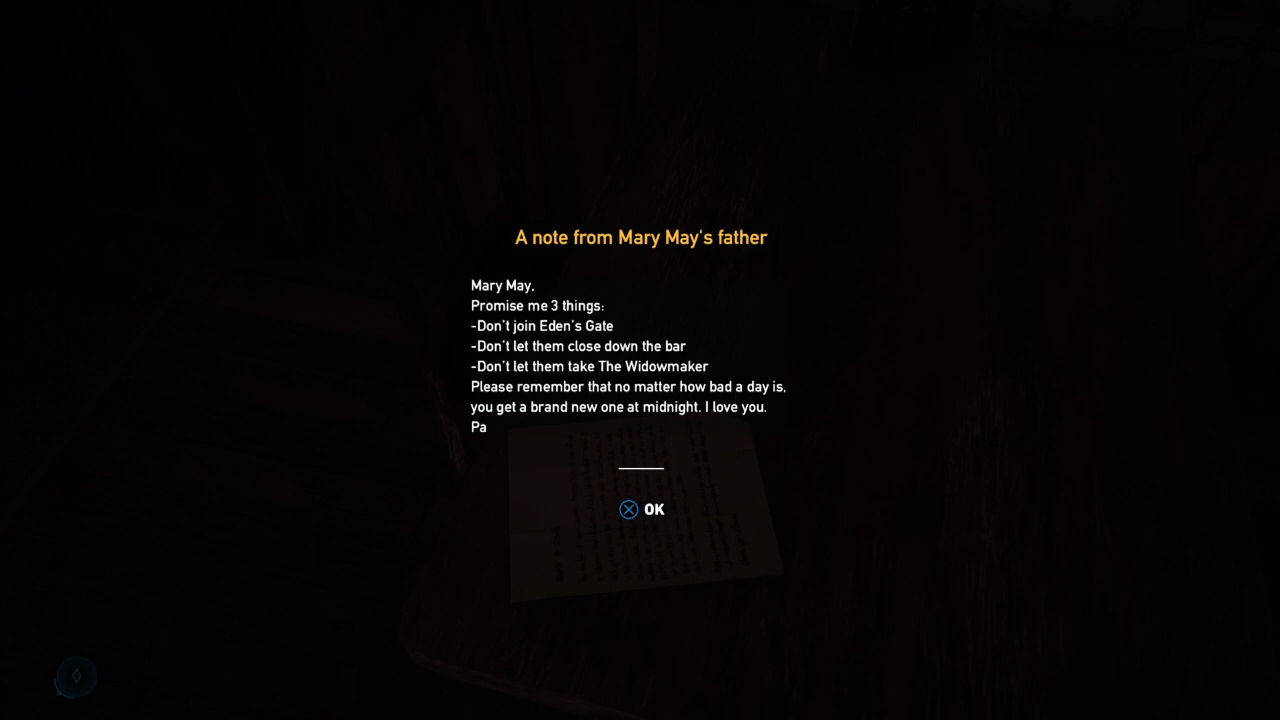 A note from Mary May's father
Mary May,
Promise me 3 things:
-Don't join Eden's Gate
-Don't let them close down the bar
-Don't let them take The Widowmaker
Please remember that no matter how bad a day is,
you get a brand new one at midnight. I love you.
Pa
OK